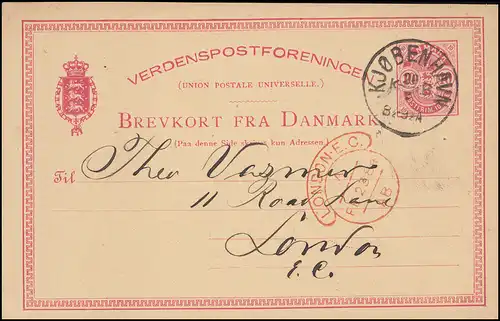 VERDENSPOSTFORENINGEN
(UNION POSTALE UNIVERSELLE.)
BREVKORT FRA DANMARK.
(Paa denne Side skrives kun Adressen.)
KJØBENHAVN
LONDON·E.C.
Til
Theo
11 Road Lane
London
E.C.